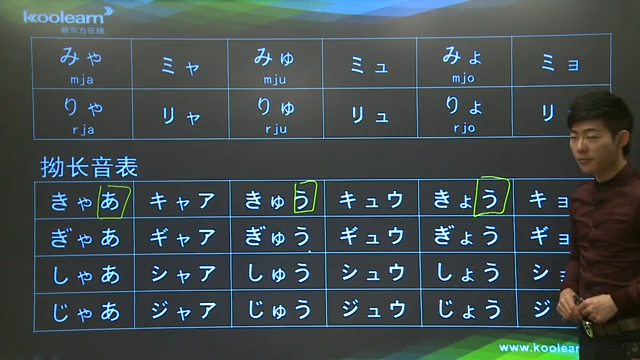 koolearn
新东方在线
みゃ ミャ みゅ ミュ みょ ミョ
mja mju mjo
りゃ リャ りゅ リュ りょ リ
rja rju rjo
拗长音表
きゃあ キャア きゅう キュウ きょう キョ
ぎゃあ ギャア ぎゅう ギュウ ぎょう ギョ
しゃあ シャア しゅう シュウ しょう ショ
じゃあ ジャア じゅう ジュウ じょう ジ
www.koolearn